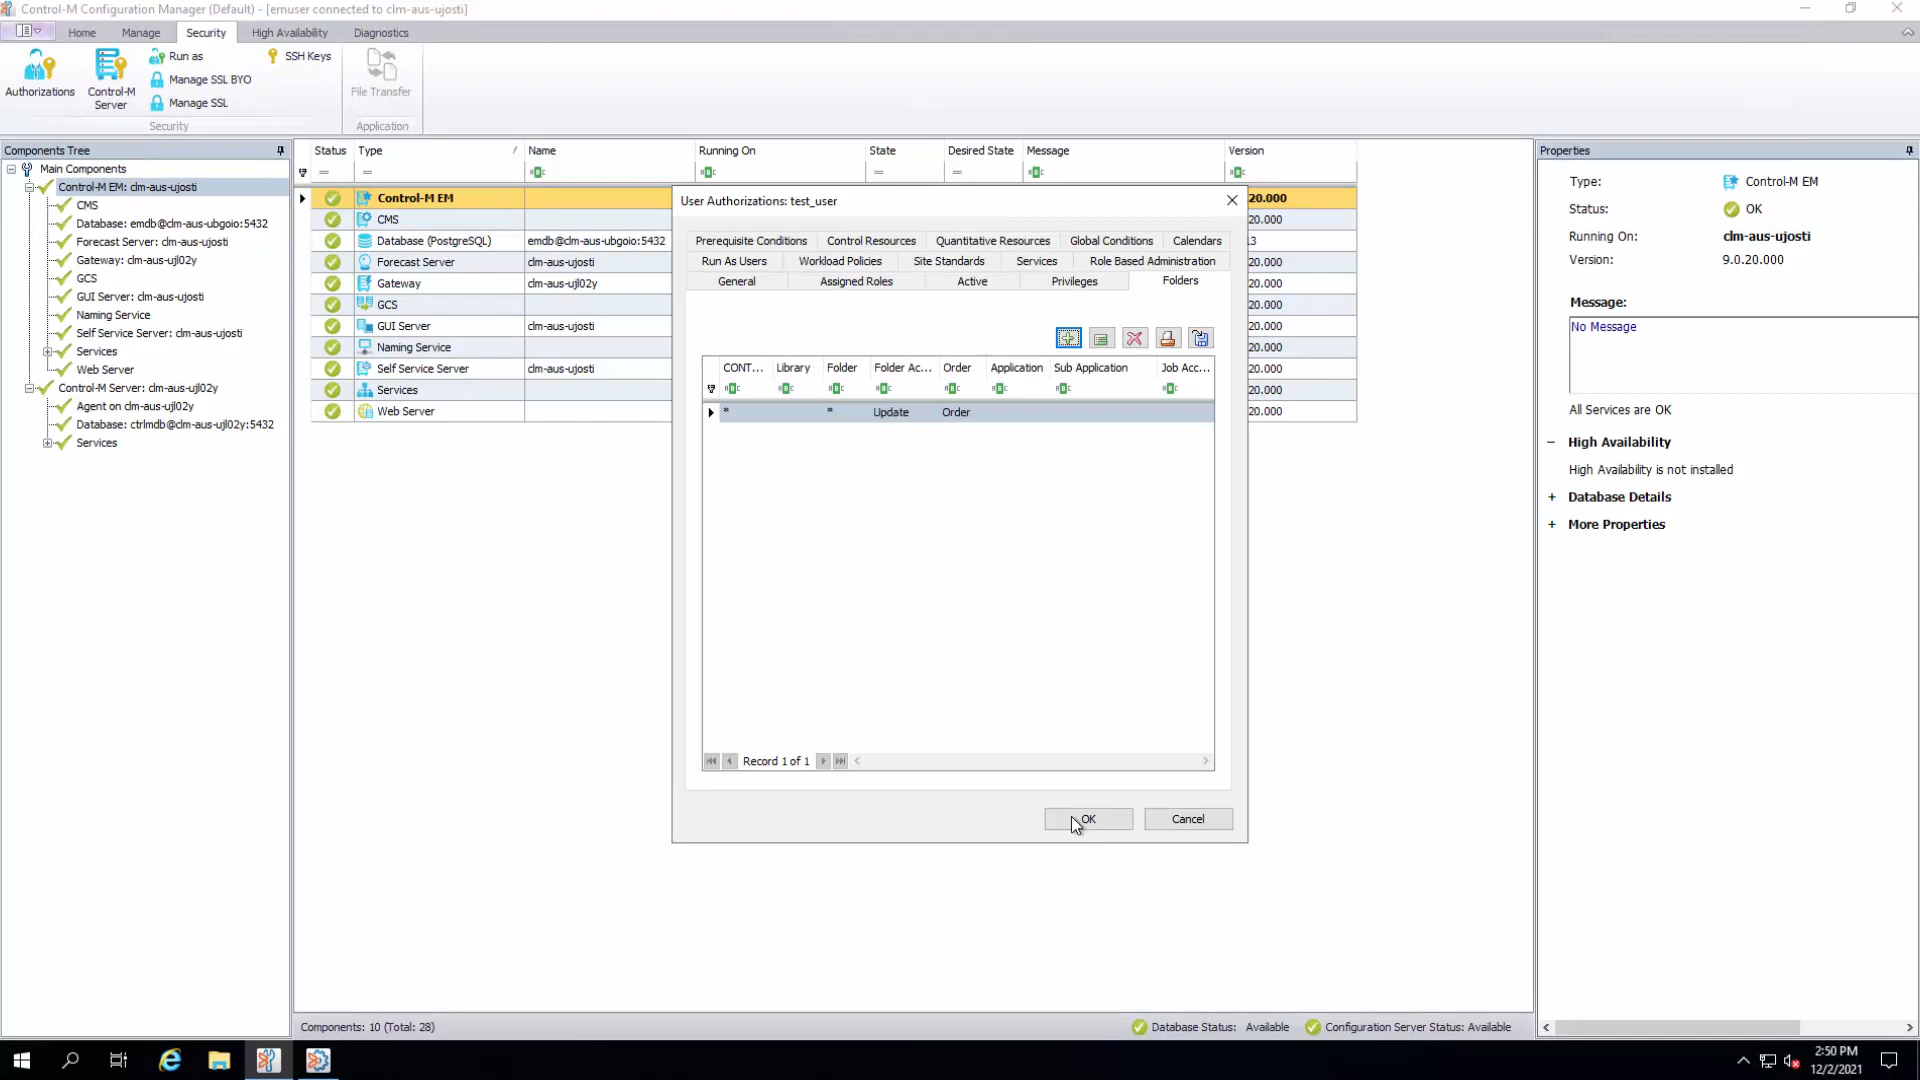 Control-M Configuration Manager (Default) - [emuser connected to clm-aus-ujosti]
Home Manage Security High Availability Diagnostics
Authorizations
Control-M Server
Run as
Manage SSL BYO
Manage SSL
SSH Keys
File Transfer
Security
Application
Components Tree
Main Components
Control-M EM: clm-aus-ujosti
CMS
Database: emdb@clm-aus-ubgoio:5432
Forecast Server: clm-aus-ujosti
Gateway: clm-aus-ujl02y
GCS
GUI Server: clm-aus-ujosti
Naming Service
Self Service Server: clm-aus-ujosti
Services
Web Server
Control-M Server: clm-aus-ujl02y
Agent on clm-aus-ujl02y
Database: ctrlmdb@clm-aus-ujl02y:5432
Services
Status Type / Name Running On State Desired State Message Version
Control-M EM 20.000
CMS 20.000
Database (PostgreSQL) emdb@clm-aus-ubgoio:5432 13
Forecast Server clm-aus-ujosti 20.000
Gateway clm-aus-ujl02y 20.000
GCS 20.000
GUI Server clm-aus-ujosti 20.000
Naming Service 20.000
Self Service Server clm-aus-ujosti 20.000
Services 20.000
Web Server 20.000
User Authorizations: test_user
Prerequisite Conditions Control Resources Quantitative Resources Global Conditions Calendars
Run As Users Workload Policies Site Standards Services Role Based Administration
General Assigned Roles Active Privileges Folders
CONT... Library Folder Folder Ac... Order Application Sub Application Job Acc...
* * Update Order
Record 1 of 1
OK Cancel
Properties
Type: Control-M EM
Status: OK
Running On: clm-aus-ujosti
Version: 9.0.20.000
Message:
No Message
All Services are OK
− High Availability
High Availability is not installed
+ Database Details
+ More Properties
Components: 10 (Total: 28)
Database Status: Available
Configuration Server Status: Available
2:50 PM
12/2/2021